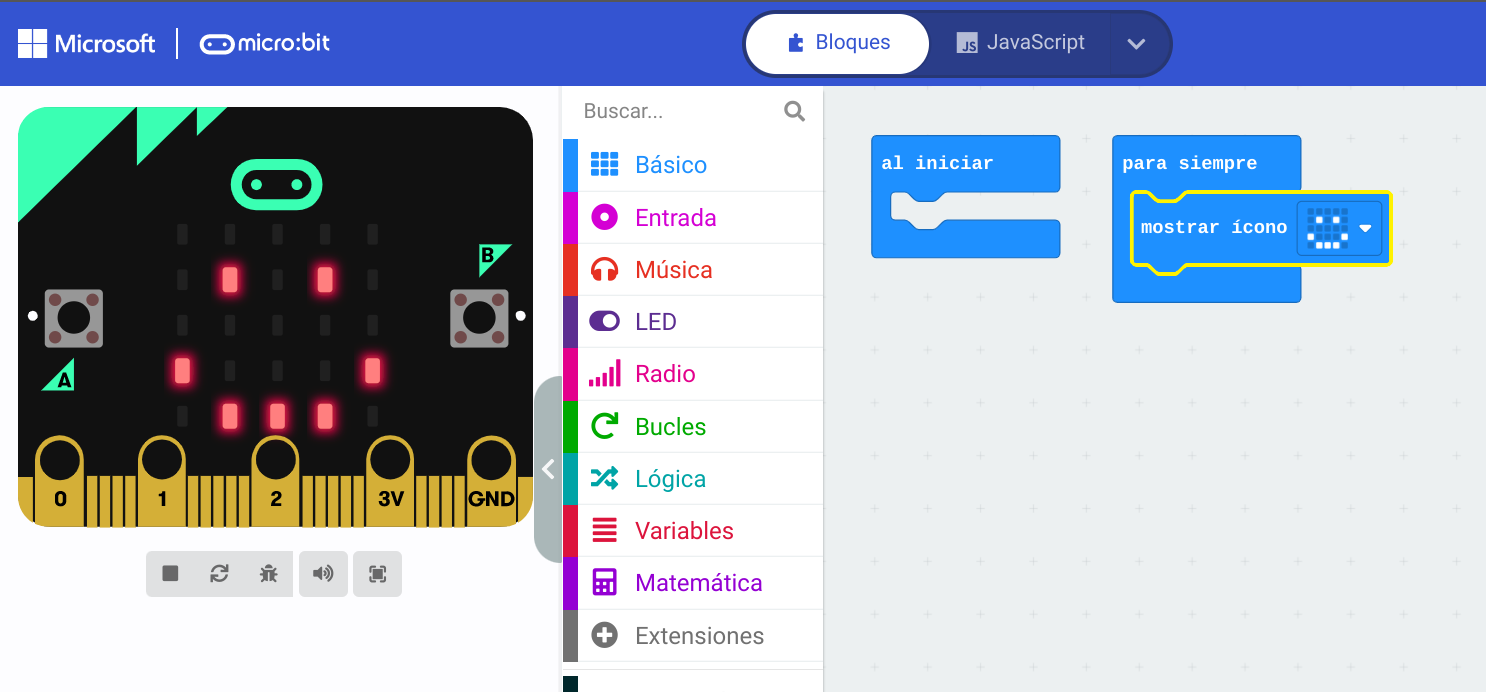 Microsoft
micro:bit
Bloques
JS
JavaScript
B
A
0
1
2
3V
GND
Buscar...
Básico
Entrada
Música
LED
Radio
Bucles
Lógica
Variables
Matemática
Extensiones
al iniciar
para siempre
mostrar ícono